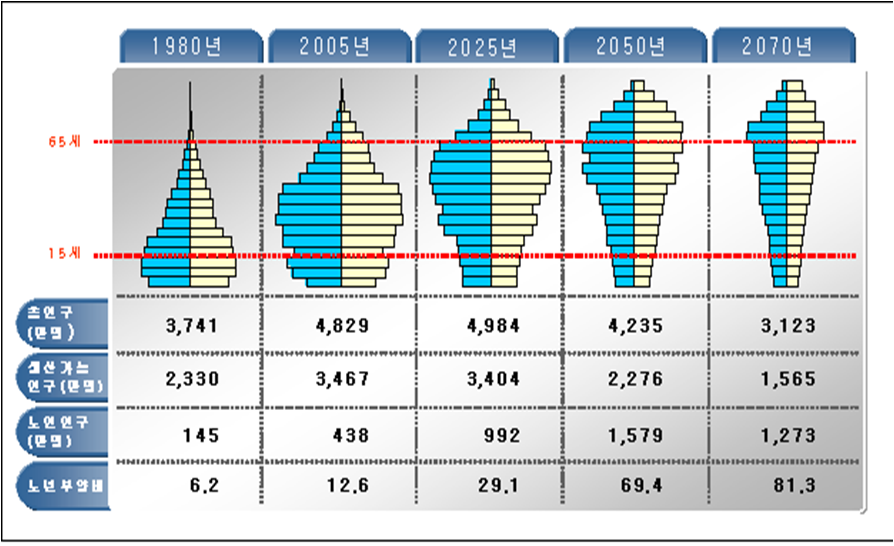 1980년 2005년 2025년 2050년 2070년
65세
15세
총인구
(만명)
3,741 4,829 4,984 4,235 3,123
생산가능
인구(만명)
2,330 3,467 3,404 2,276 1,565
노인인구
(만명)
145 438 992 1,579 1,273
노년부양비
6.2 12.6 29.1 69.4 81.3